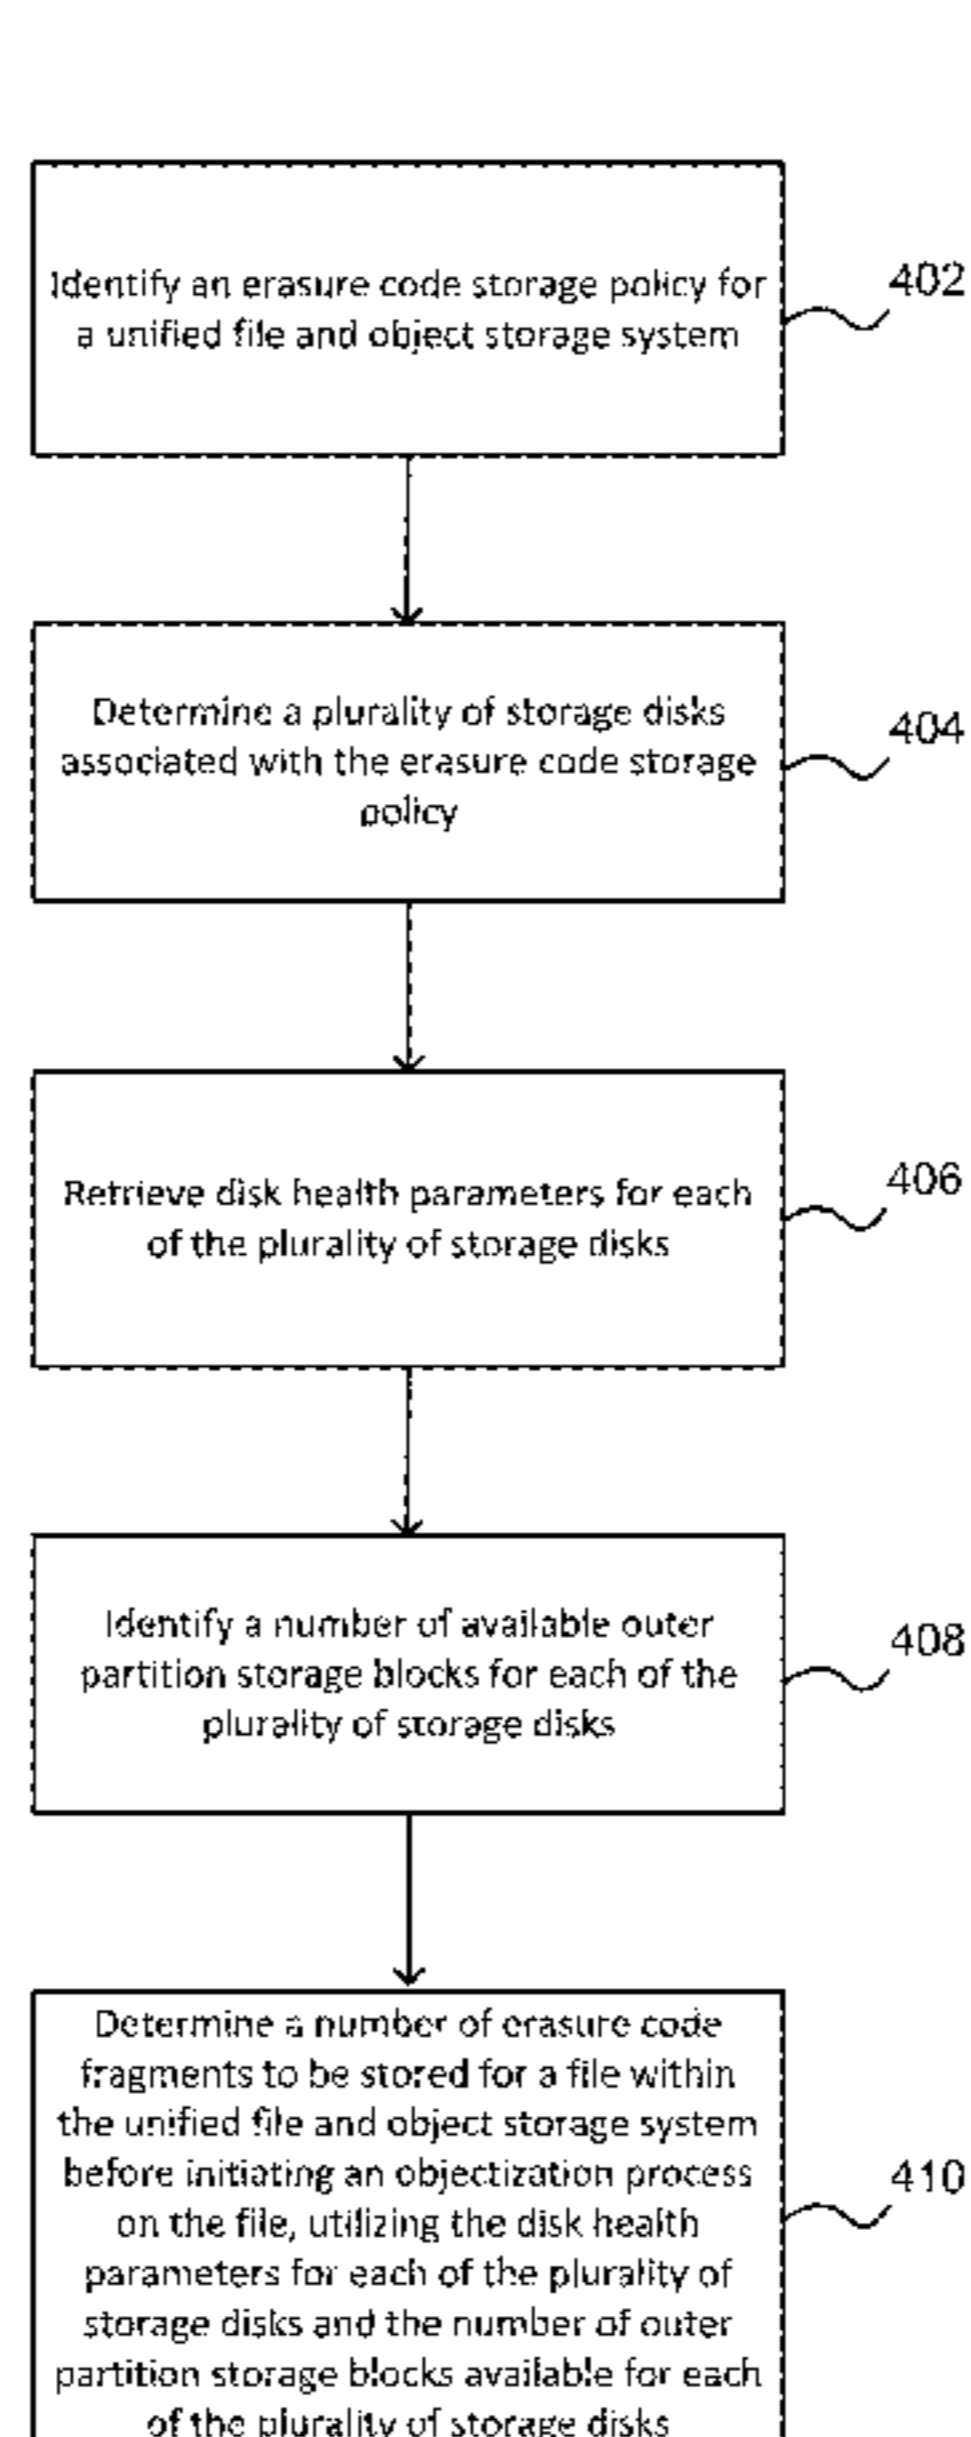 Identify an erasure code storage policy for
a unified file and object storage system
402
Determine a plurality of storage disks
associated with the erasure code storage
policy
404
Retrieve disk health parameters for each
of the plurality of storage disks
406
Identify a number of available outer
partition storage blocks for each of the
plurality of storage disks
408
Determine a number of erasure code
fragments to be stored for a file within
the unified file and object storage system
before initiating an objectization process
on the file, utilizing the disk health
parameters for each of the plurality of
storage disks and the number of outer
partition storage blocks available for each
of the plurality of storage disks
410